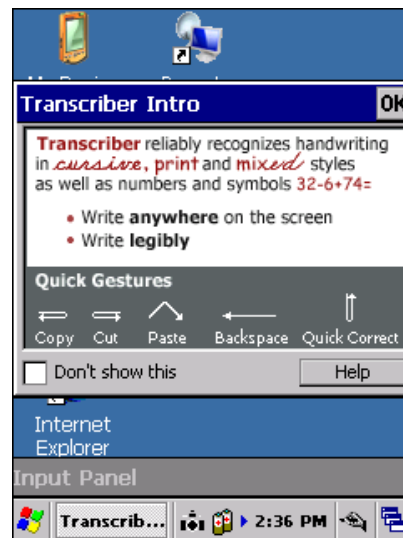 Transcriber Intro OK
Transcriber reliably recognizes handwriting
in cursive, print and mixed styles
as well as numbers and symbols 32-6+74=
• Write anywhere on the screen
• Write legibly
Quick Gestures
Copy Cut Paste Backspace Quick Correct
Don't show this Help
Internet
Explorer
Input Panel
Transcrib... 2:36 PM